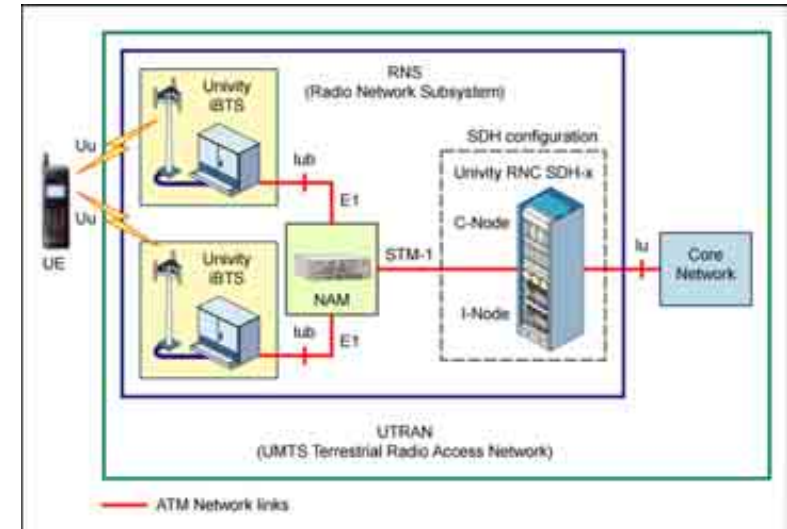 RNS
(Radio Network Subsystem)
Univity
iBTS
Uu
Iub
E1
SDH configuration
Univity RNC SDH-x
C-Node
I-Node
UE
Uu
Univity
iBTS
NAM
STM-1
Iub
E1
Iu
Core
Network
UTRAN
(UMTS Terrestrial Radio Access Network)
ATM Network links